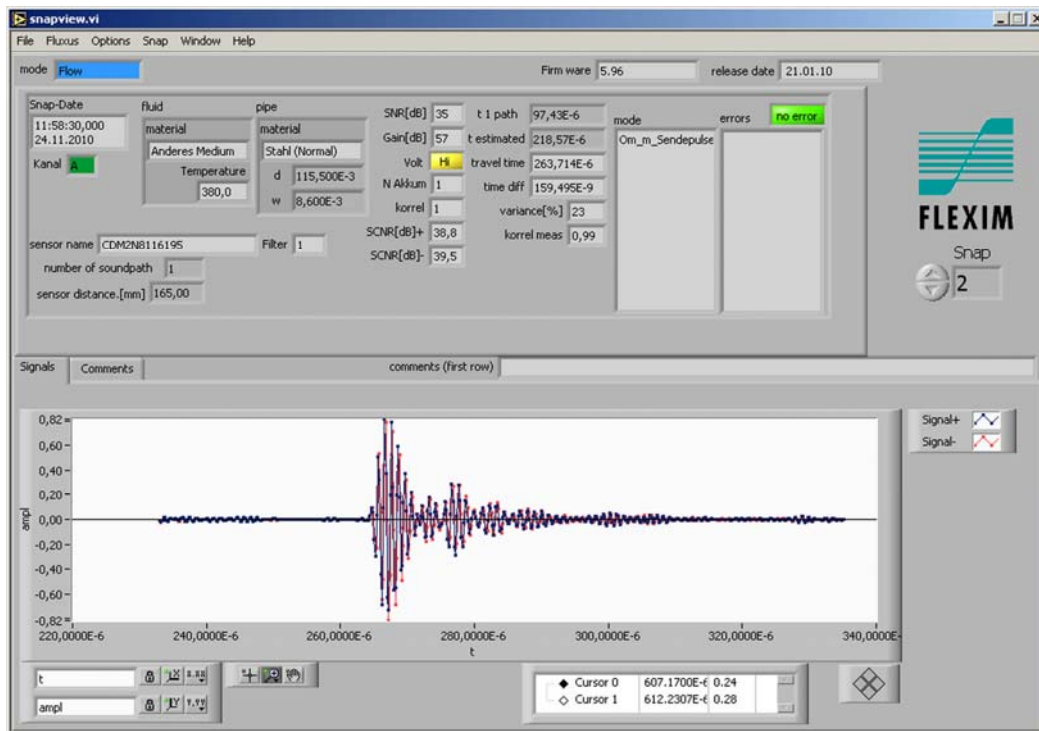 snapview.vi
File Fluxus Options Snap Window Help
mode Flow Firm ware 5.96 release date 21.01.10
Snap-Date
11:58:30,000
24.11.2010
Kanal A
fluid
material
Anderes Medium
Temperature
380,0
pipe
material
Stahl (Normal)
d 115,500E-3
w 8,600E-3
sensor name CDM2N8116195 Filter 1
number of soundpath 1
sensor distance.[mm] 165,00
SNR[dB] 35
Gain[dB] 57
Volt Hi
N Akkum 1
korrel 1
SCNR[dB]+ 38,8
SCNR[dB]- 39,5
t 1 path 97,43E-6
t estimated 218,57E-6
travel time 263,714E-6
time diff 159,495E-9
variance[%] 23
korrel meas 0,99
mode
Om_m_Sendepulse
errors no error
FLEXIM
Snap
2
Signals Comments comments (first row)
0,82
0,60
0,40
0,20
0,00
-0,20
-0,40
-0,60
-0,82
ampl
220,0000E-6 240,0000E-6 260,0000E-6 280,0000E-6 300,0000E-6 320,0000E-6 340,0000E-
t
Signal+
Signal-
t
ampl
Cursor 0 607.1700E-6 0.24
Cursor 1 612.2307E-6 0.28